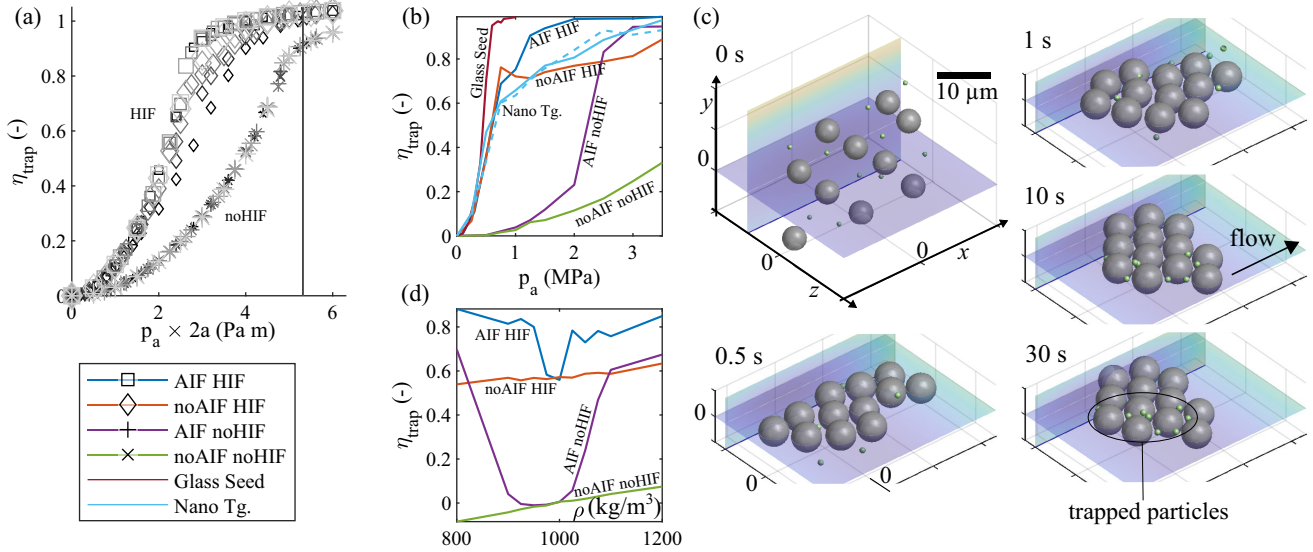 (a)
1
0.8
0.6
0.4
0.2
0
η_trap (-)
HIF
noHIF
0
2
4
6
p_a × 2a (Pa m)
AIF HIF
noAIF HIF
AIF noHIF
noAIF noHIF
Glass Seed
Nano Tg.
(b)
1
0.8
0.6
0.4
0.2
0
η_trap (-)
Glass Seed
AIF HIF
noAIF HIF
Nano Tg.
AIF noHIF
noAIF noHIF
0
1
2
3
p_a (MPa)
(d)
0.8
0.6
0.4
0.2
0
η_trap (-)
AIF HIF
noAIF HIF
AIF noHIF
noAIF noHIF
ρ (kg/m³)
800
1000
1200
(c)
0 s
10 μm
y
0
0
z
0
x
0.5 s
0
0
1 s
10 s
flow
30 s
trapped particles